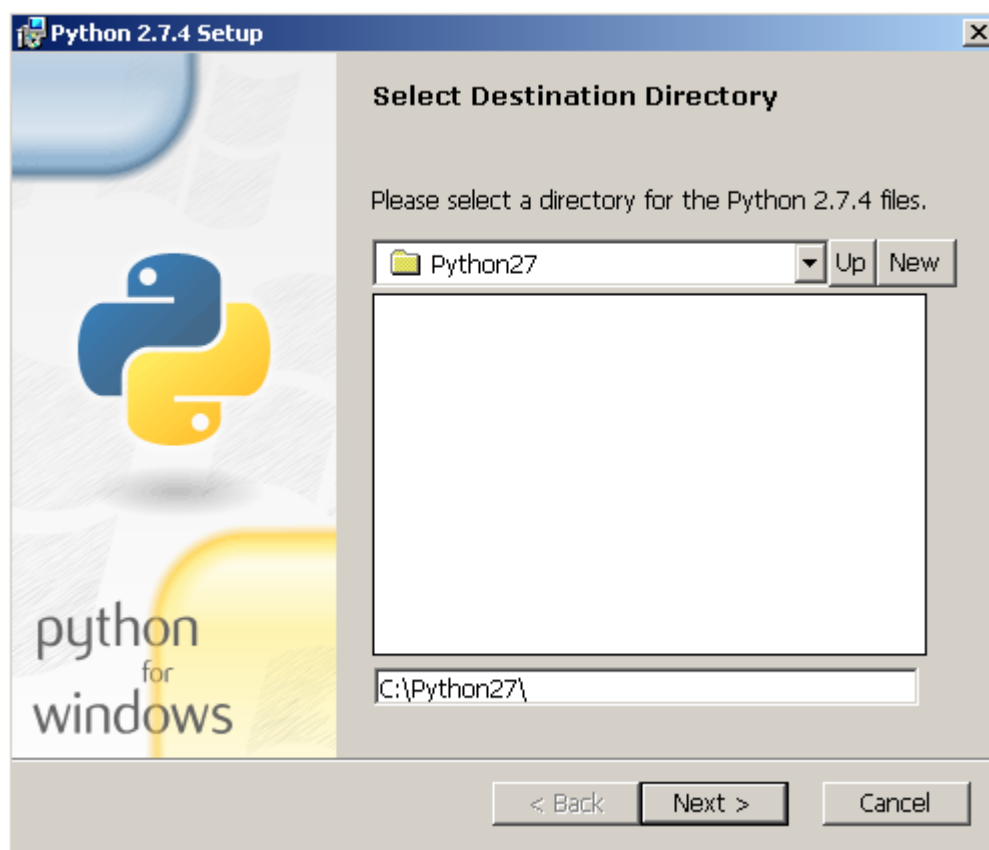 Python 2.7.4 Setup
Select Destination Directory
Please select a directory for the Python 2.7.4 files.
Python27
Up
New
C:\Python27\
python
for
windows
< Back
Next >
Cancel